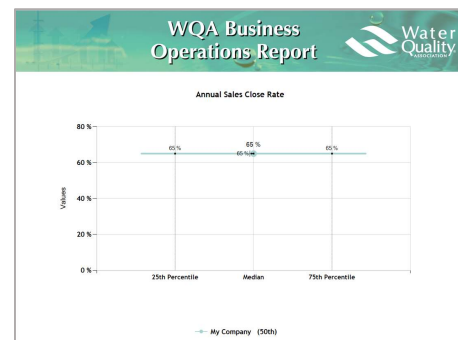 WQA Business
Operations Report
Water
Quality
ASSOCIATION
Annual Sales Close Rate
80 %
65 %
65 %
65 %
65 %
60 %
Values
40 %
20 %
0 %
25th Percentile
Median
75th Percentile
My Company (50th)